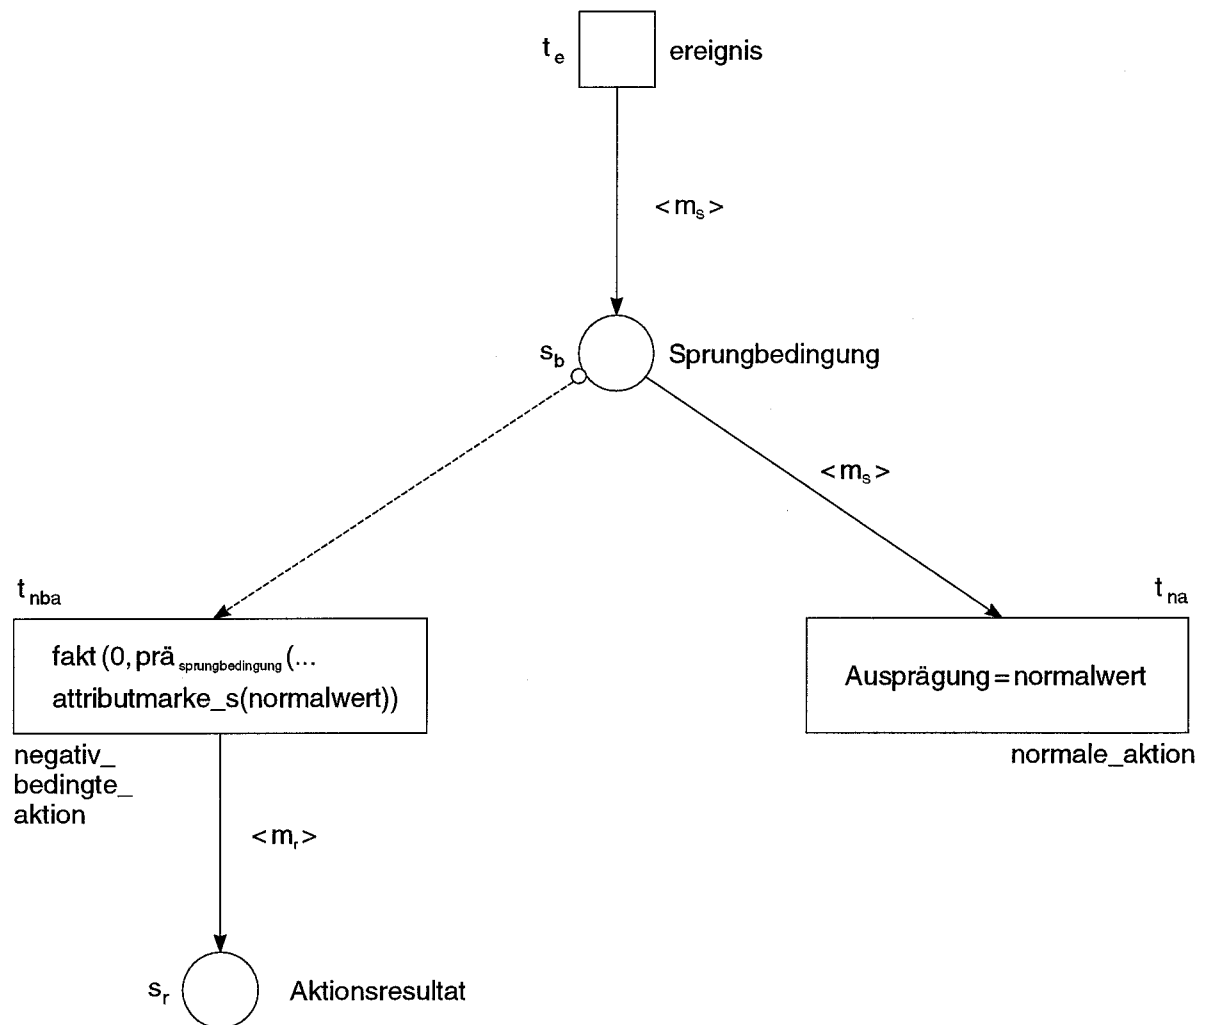 t_e ereignis
<m_s>
s_b Sprungbedingung
<m_s>
t_nba
t_na
fakt (0, prä_sprungbedingung (...
attributmarke_s(normalwert))
Ausprägung = normalwert
negativ_
bedingte_
aktion
normale_aktion
<m_r>
s_r Aktionsresultat